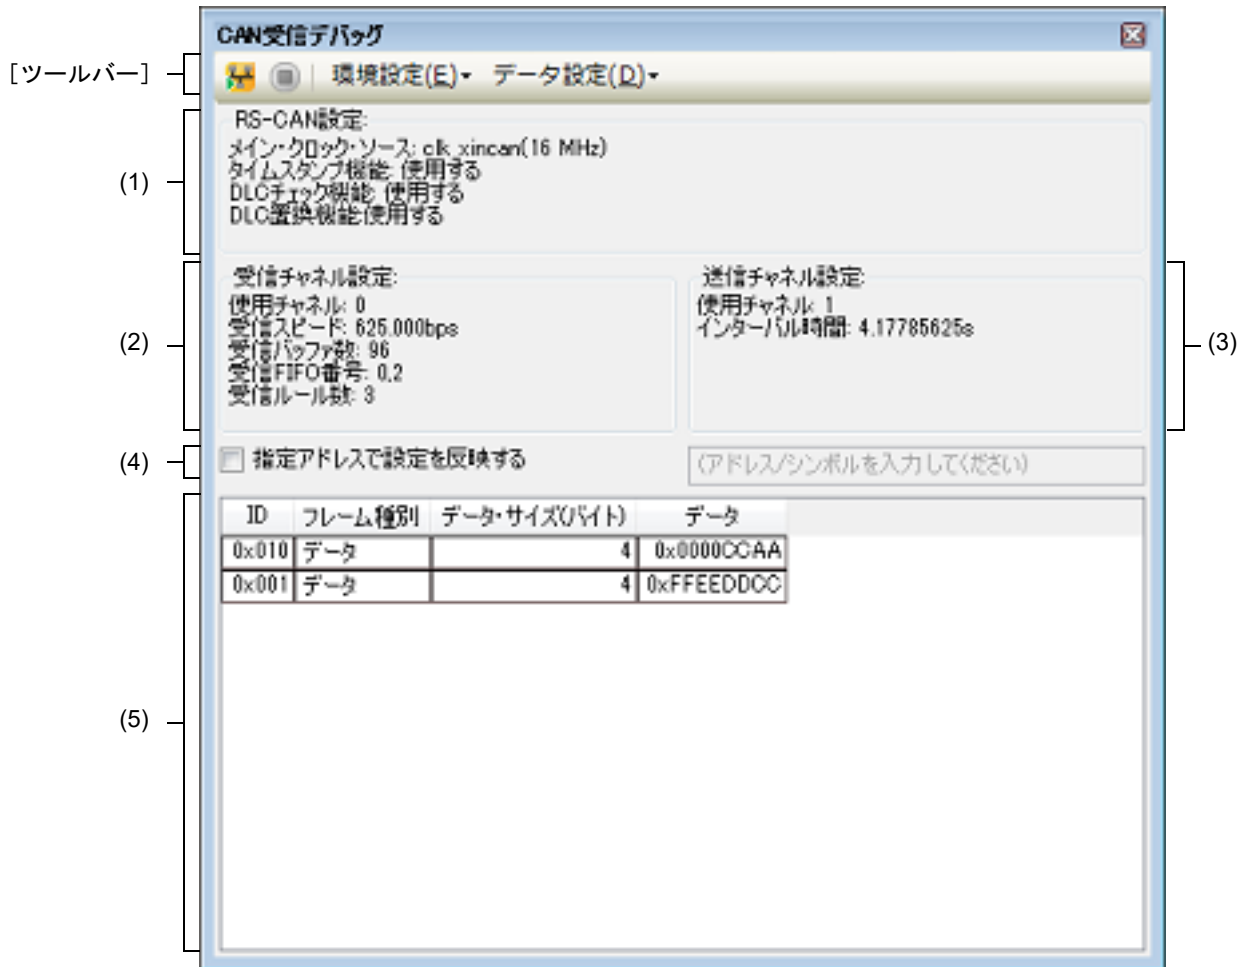 CAN受信デバッグ
[ツールバー]
環境設定(E)▾ データ設定(D)▾
(1)
RS-CAN設定:
メイン・クロック・ソース: clk_xincan(16 MHz)
タイムスタンプ機能: 使用する
DLCチェック機能: 使用する
DLC置換機能:使用する
(2)
受信チャネル設定:
使用チャネル: 0
受信スピード: 625.000bps
受信バッファ数: 96
受信FIFO番号: 0,2
受信ルール数: 3
送信チャネル設定:
使用チャネル: 1
インターバル時間: 4.17785625s
(3)
(4)
指定アドレスで設定を反映する
(アドレス/シンボルを入力してください)
(5)
ID フレーム種別 データ・サイズ(バイト) データ
0x010 データ 4 0x0000CCAA
0x001 データ 4 0xFFEEDDCC